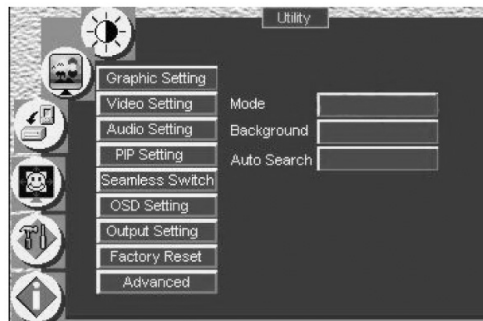 Utility
Graphic Setting
Video Setting
Audio Setting
PIP Setting
Seamless Switch
OSD Setting
Output Setting
Factory Reset
Advanced
Mode
Background
Auto Search